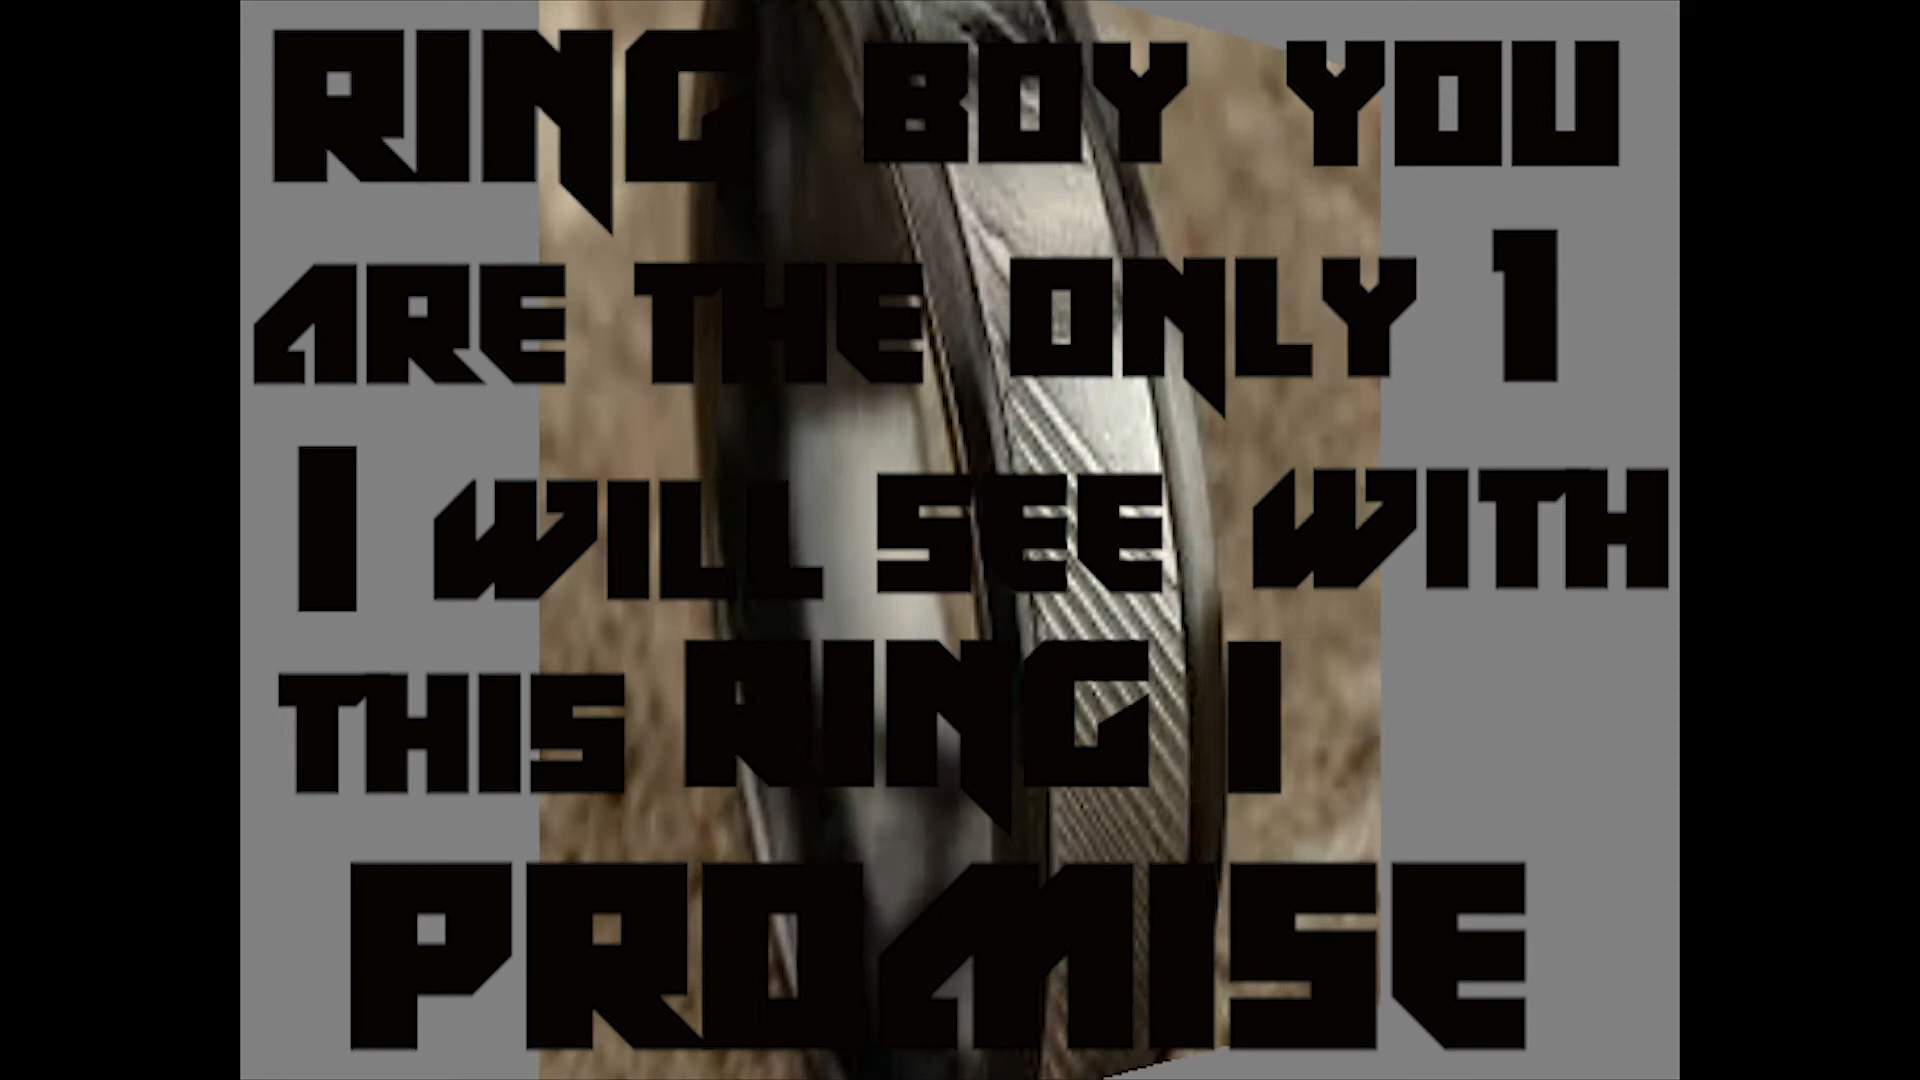 RING BOY YOU
ARE THE ONLY 1
I WILL SEE WITH
THIS RING I
PROMISE